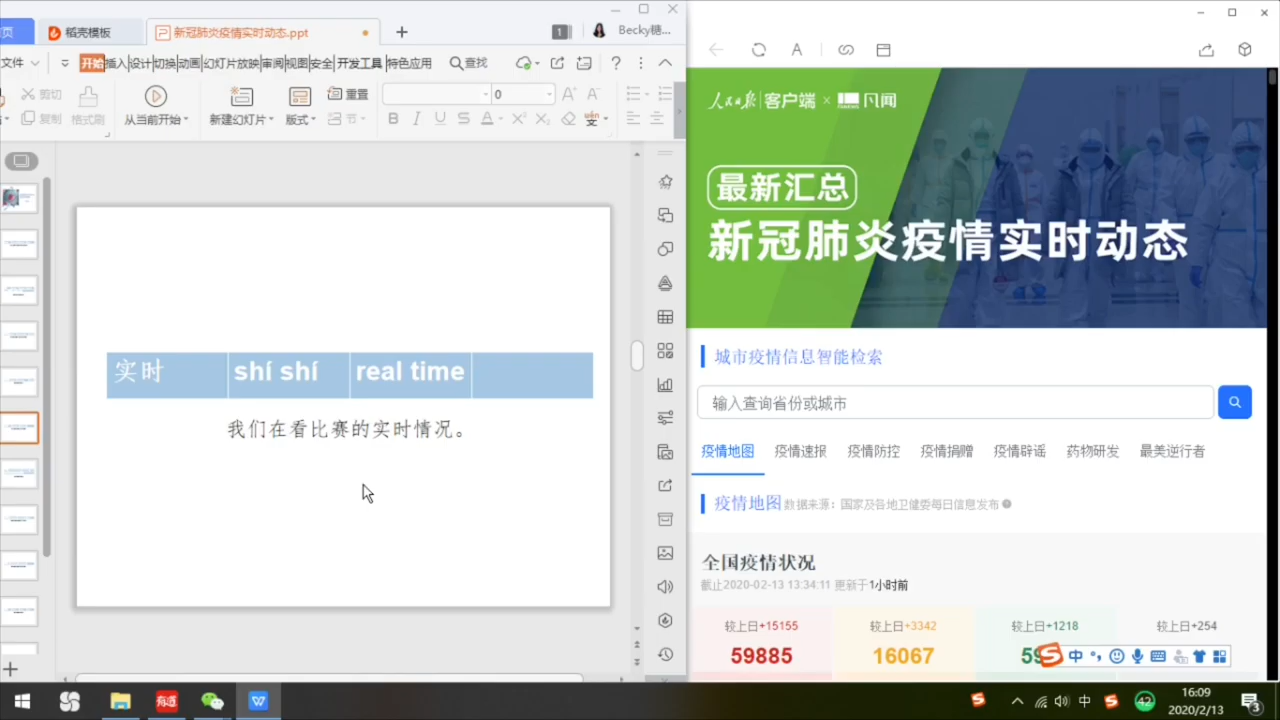 页
稻壳模板
新冠肺炎疫情实时动态.ppt
1
Becky糖...
文件
开始
插入
设计
切换
动画
幻灯片放映
审阅
视图
安全
开发工具
特色应用
查找
剪切
复制
格式刷
从当前开始
新建幻灯片
版式
重置
节
0
实时
shí shí
real time
我们在看比赛的实时情况。
人民日报 客户端 × 凡闻
最新汇总
新冠肺炎疫情实时动态
城市疫情信息智能检索
输入查询省份或城市
疫情地图
疫情速报
疫情防控
疫情捐赠
疫情辟谣
药物研发
最美逆行者
疫情地图 数据来源：国家及各地卫健委每日信息发布
全国疫情状况
截止2020-02-13 13:34:11 更新于1小时前
较上日+15155
较上日+3342
较上日+1218
较上日+254
59885
16067
中
有道
中
42
16:09
2020/2/13
3